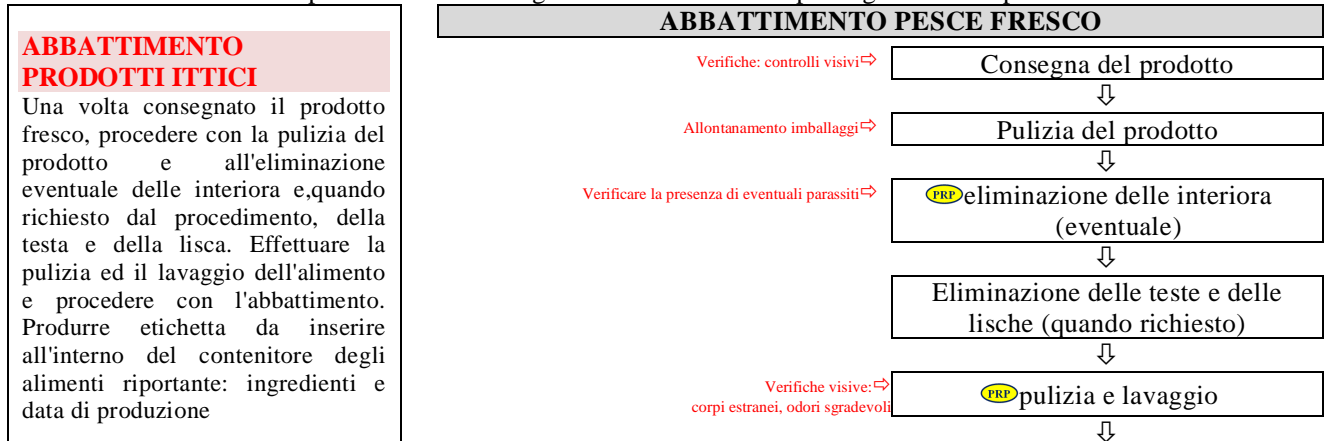 ABBATTIMENTO
PRODOTTI ITTICI
Una volta consegnato il prodotto
fresco, procedere con la pulizia del
prodotto e all'eliminazione
eventuale delle interiora e,quando
richiesto dal procedimento, della
testa e della lisca. Effettuare la
pulizia ed il lavaggio dell'alimento
e procedere con l'abbattimento.
Produrre etichetta da inserire
all'interno del contenitore degli
alimenti riportante: ingredienti e
data di produzione
ABBATTIMENTO PESCE FRESCO
Verifiche: controlli visivi⇨
Consegna del prodotto
⇩
Allontanamento imballaggi⇨
Pulizia del prodotto
⇩
Verificare la presenza di eventuali parassiti⇨
PRP eliminazione delle interiora
(eventuale)
⇩
Eliminazione delle teste e delle
lische (quando richiesto)
⇩
Verifiche visive:⇨
corpi estranei, odori sgradevoli
PRP pulizia e lavaggio
⇩